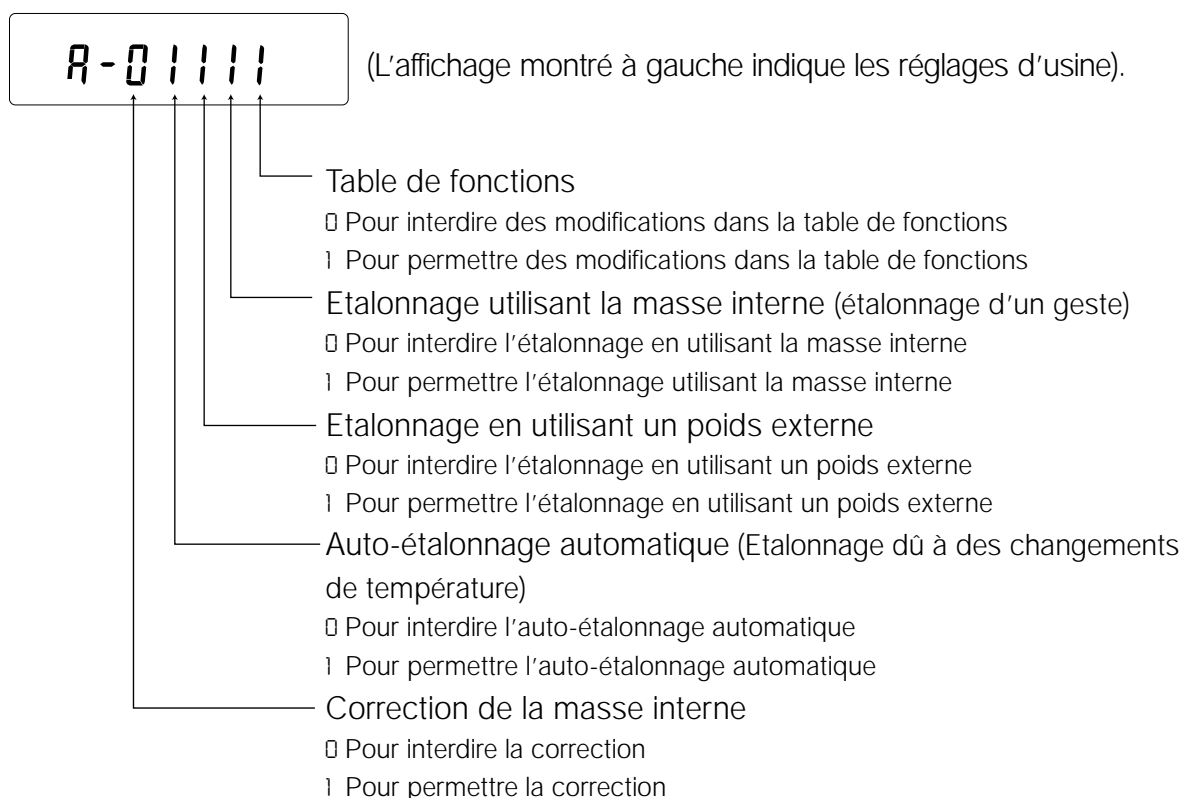 A-01111
(L'affichage montré à gauche indique les réglages d'usine).
Table de fonctions
0 Pour interdire des modifications dans la table de fonctions
1 Pour permettre des modifications dans la table de fonctions
Etalonnage utilisant la masse interne (étalonnage d'un geste)
0 Pour interdire l'étalonnage en utilisant la masse interne
1 Pour permettre l'étalonnage utilisant la masse interne
Etalonnage en utilisant un poids externe
0 Pour interdire l'étalonnage en utilisant un poids externe
1 Pour permettre l'étalonnage en utilisant un poids externe
Auto-étalonnage automatique (Etalonnage dû à des changements
de température)
0 Pour interdire l'auto-étalonnage automatique
1 Pour permettre l'auto-étalonnage automatique
Correction de la masse interne
0 Pour interdire la correction
1 Pour permettre la correction